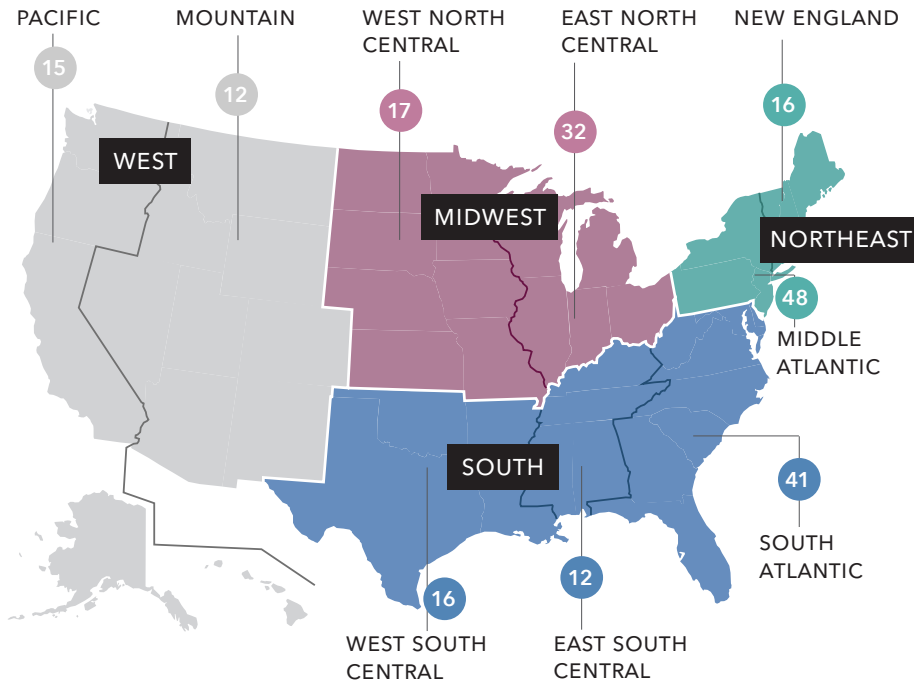 PACIFIC
MOUNTAIN
WEST NORTH
CENTRAL
EAST NORTH
CENTRAL
NEW ENGLAND
15
12
17
32
16
WEST
MIDWEST
NORTHEAST
48
MIDDLE
ATLANTIC
SOUTH
41
SOUTH
ATLANTIC
16
12
WEST SOUTH
CENTRAL
EAST SOUTH
CENTRAL